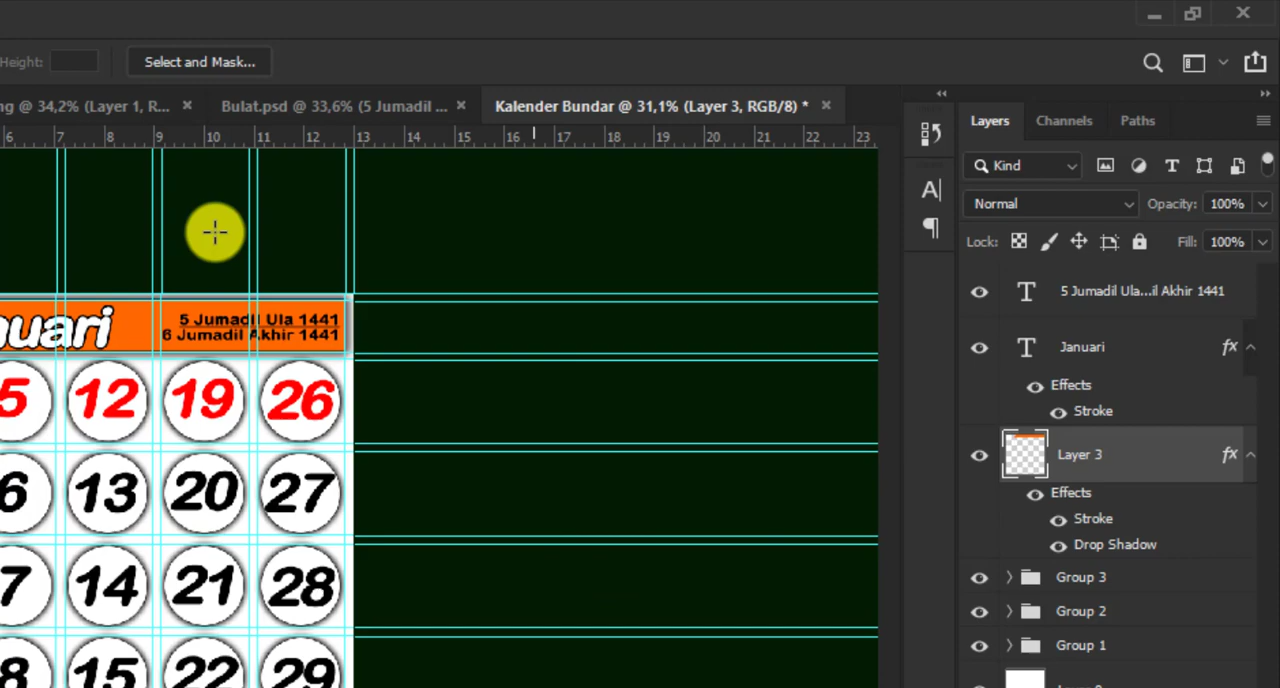 Height:
Select and Mask...
ng @ 34,2% (Layer 1, R...
Bulat.psd @ 33,6% (5 Jumadil ...
Kalender Bundar @ 31,1% (Layer 3, RGB/8) *
6 7 8 9 10 11 12 13 14 15 16 17 18 19 20 21 22 23
nuari
5 Jumadil Ula 1441
6 Jumadil Akhir 1441
5 12 19 26
6 13 20 27
7 14 21 28
8 15 22 29
Layers Channels Paths
Kind
Normal Opacity: 100%
Lock: Fill: 100%
5 Jumadil Ula...il Akhir 1441
Januari fx
Effects
Stroke
Layer 3 fx
Effects
Stroke
Drop Shadow
Group 3
Group 2
Group 1